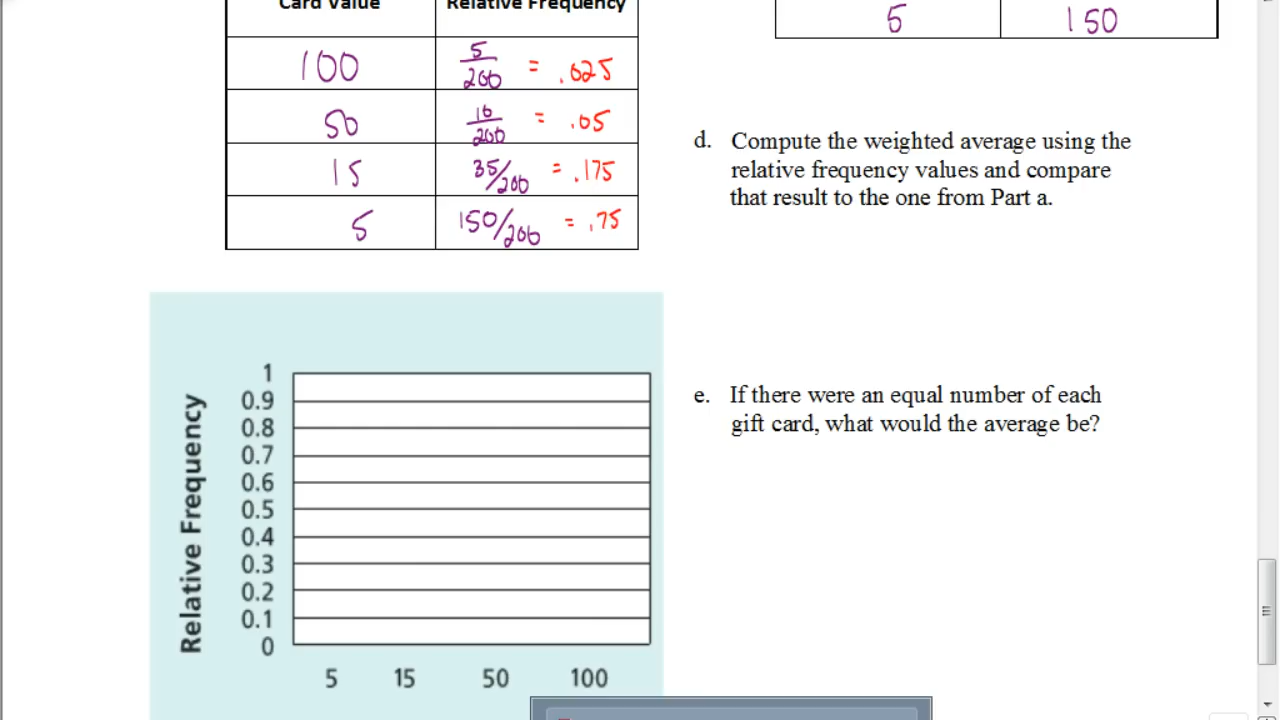 Card Value Relative Frequency
100 5/200 = .025
50 10/200 = .05
15 35/200 = .175
5 150/200 = .75
5 150
d. Compute the weighted average using the
relative frequency values and compare
that result to the one from Part a.
e. If there were an equal number of each
gift card, what would the average be?
Relative Frequency
1
0.9
0.8
0.7
0.6
0.5
0.4
0.3
0.2
0.1
0
5 15 50 100